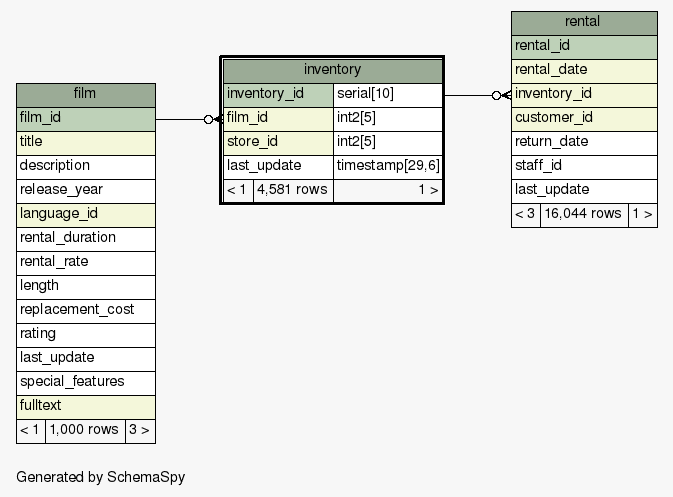 film
film_id
title
description
release_year
language_id
rental_duration
rental_rate
length
replacement_cost
rating
last_update
special_features
fulltext
< 1 1,000 rows 3 >
inventory
inventory_id serial[10]
film_id int2[5]
store_id int2[5]
last_update timestamp[29,6]
< 1 4,581 rows 1 >
rental
rental_id
rental_date
inventory_id
customer_id
return_date
staff_id
last_update
< 3 16,044 rows 1 >
Generated by SchemaSpy